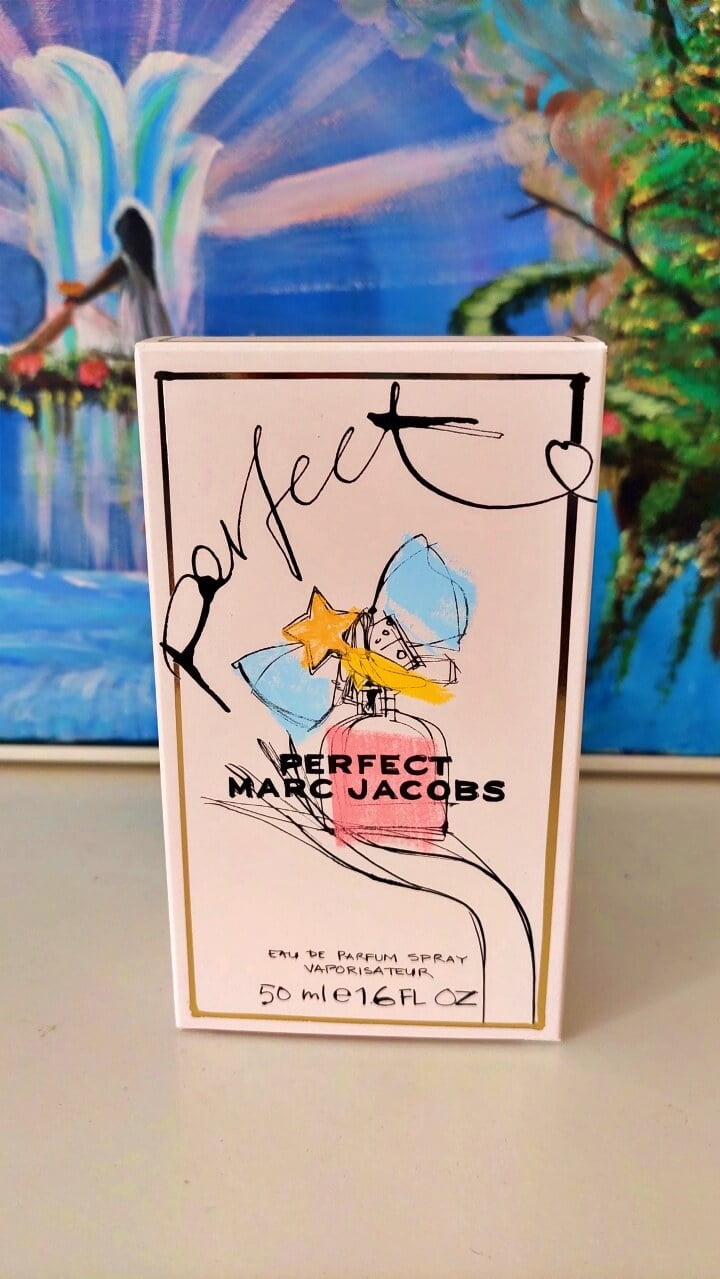 perfect
PERFECT
MARC JACOBS
EAU DE PARFUM SPRAY
VAPORISATEUR
50 ml e 1.6 FL OZ